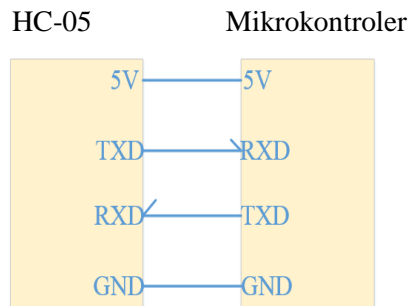 HC-05 Mikrokontroler
5V 5V
TXD RXD
RXD TXD
GND GND